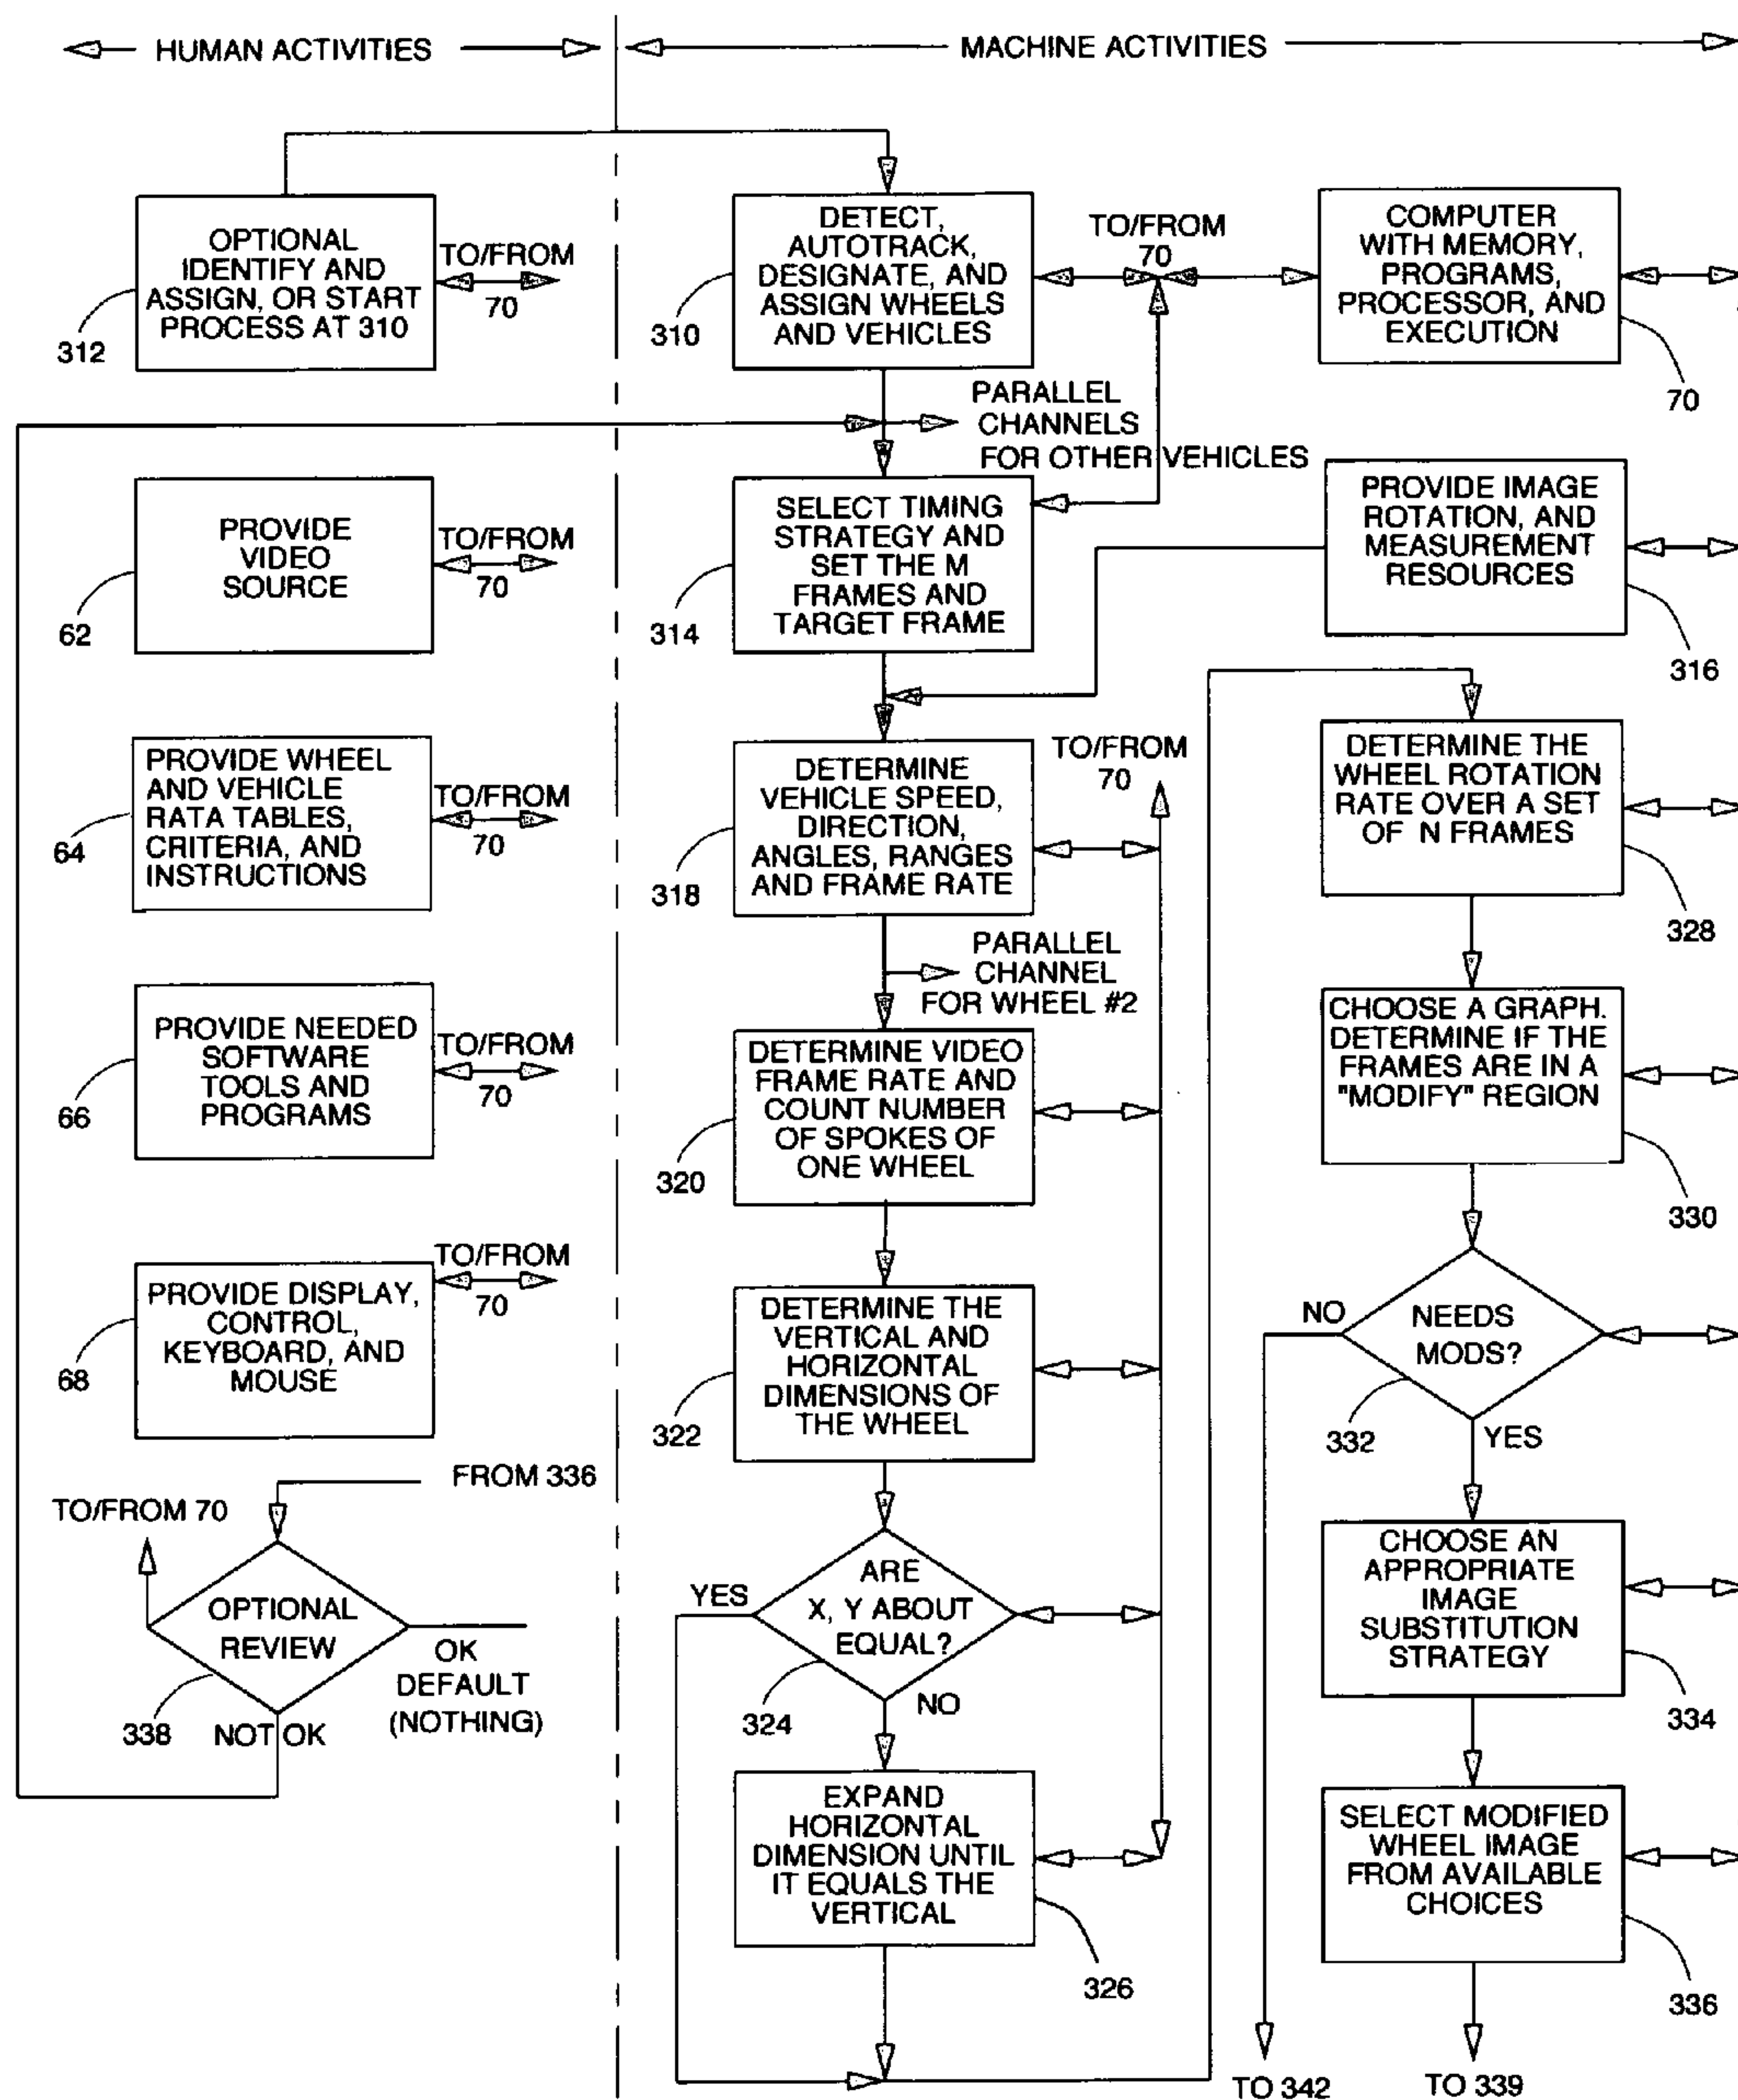 HUMAN ACTIVITIES
MACHINE ACTIVITIES
OPTIONAL
IDENTIFY AND
ASSIGN, OR START
PROCESS AT 310
TO/FROM
70
312
DETECT,
AUTOTRACK,
DESIGNATE, AND
ASSIGN WHEELS
AND VEHICLES
310
TO/FROM
70
COMPUTER
WITH MEMORY,
PROGRAMS,
PROCESSOR, AND
EXECUTION
70
PARALLEL
CHANNELS
FOR OTHER VEHICLES
PROVIDE
VIDEO
SOURCE
TO/FROM
70
62
SELECT TIMING
STRATEGY AND
SET THE M
FRAMES AND
TARGET FRAME
314
PROVIDE IMAGE
ROTATION, AND
MEASUREMENT
RESOURCES
316
PROVIDE WHEEL
AND VEHICLE
RATA TABLES,
CRITERIA, AND
INSTRUCTIONS
TO/FROM
70
64
DETERMINE
VEHICLE SPEED,
DIRECTION,
ANGLES, RANGES
AND FRAME RATE
318
TO/FROM
70
DETERMINE THE
WHEEL ROTATION
RATE OVER A SET
OF N FRAMES
328
PARALLEL
CHANNEL
FOR WHEEL #2
PROVIDE NEEDED
SOFTWARE
TOOLS AND
PROGRAMS
TO/FROM
70
66
DETERMINE VIDEO
FRAME RATE AND
COUNT NUMBER
OF SPOKES OF
ONE WHEEL
320
CHOOSE A GRAPH.
DETERMINE IF THE
FRAMES ARE IN A
"MODIFY" REGION
330
PROVIDE DISPLAY,
CONTROL,
KEYBOARD, AND
MOUSE
TO/FROM
70
68
DETERMINE THE
VERTICAL AND
HORIZONTAL
DIMENSIONS OF
THE WHEEL
322
NO
NEEDS
MODS?
332
YES
FROM 336
TO/FROM 70
OPTIONAL
REVIEW
OK
DEFAULT
(NOTHING)
338
NOT OK
YES
ARE
X, Y ABOUT
EQUAL?
324
NO
CHOOSE AN
APPROPRIATE
IMAGE
SUBSTITUTION
STRATEGY
334
EXPAND
HORIZONTAL
DIMENSION UNTIL
IT EQUALS THE
VERTICAL
326
SELECT MODIFIED
WHEEL IMAGE
FROM AVAILABLE
CHOICES
336
TO 342
TO 339